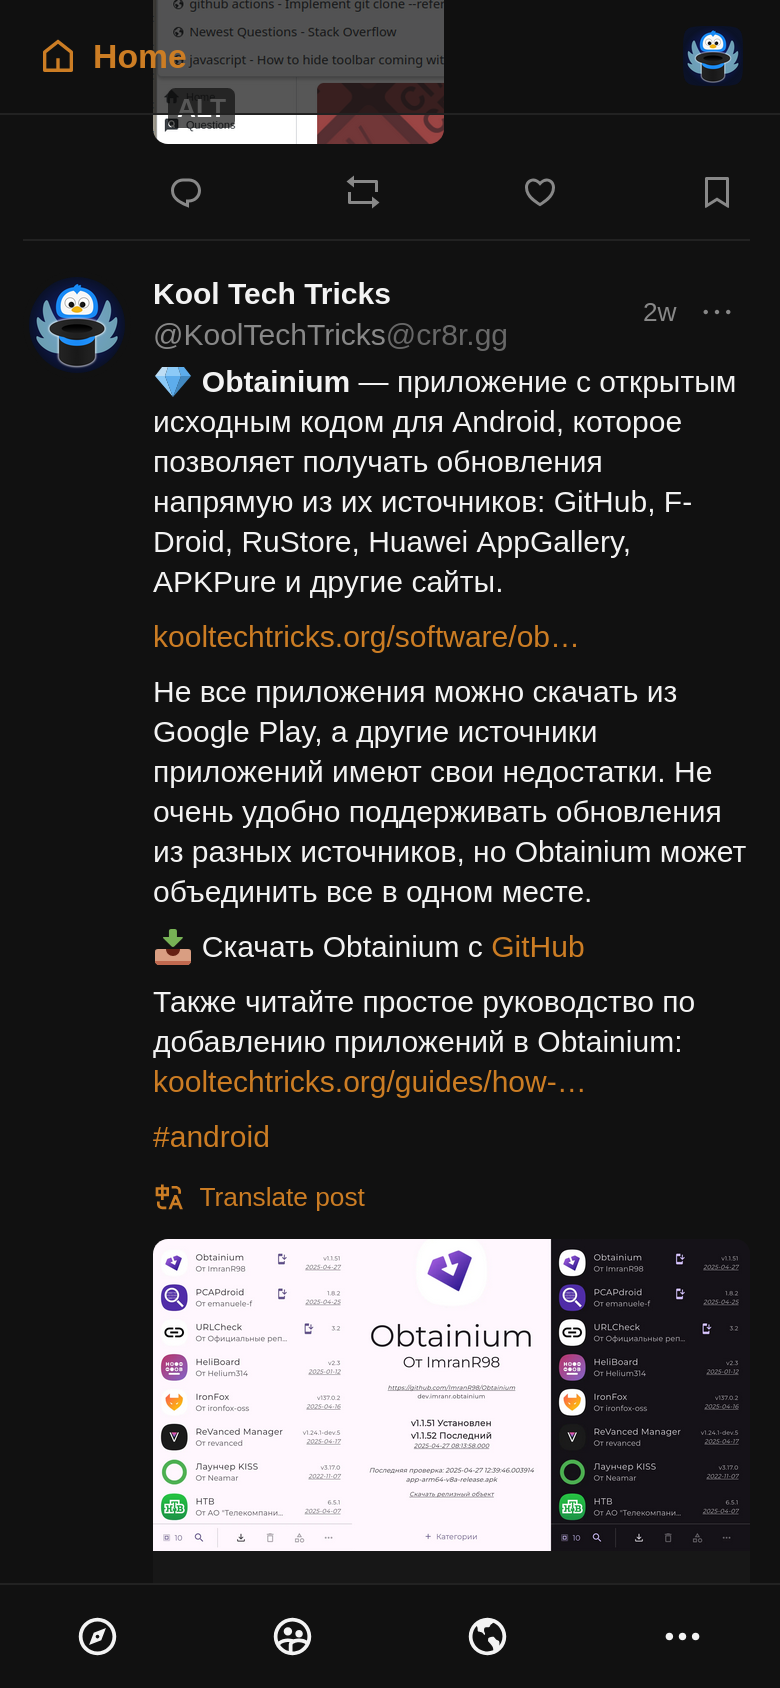 github actions - Implement git clone --refer
Newest Questions - Stack Overflow
Home
javascript - How to hide toolbar coming wit
Home
ALT
Questions
Kool Tech Tricks
2w
@KoolTechTricks@cr8r.gg
💎 Obtainium — приложение с открытым
исходным кодом для Android, которое
позволяет получать обновления
напрямую из их источников: GitHub, F-
Droid, RuStore, Huawei AppGallery,
APKPure и другие сайты.
kooltechtricks.org/software/ob…
Не все приложения можно скачать из
Google Play, а другие источники
приложений имеют свои недостатки. Не
очень удобно поддерживать обновления
из разных источников, но Obtainium может
объединить все в одном месте.
📥 Скачать Obtainium с GitHub
Также читайте простое руководство по
добавлению приложений в Obtainium:
kooltechtricks.org/guides/how-…
#android
Translate post
Obtainium v1.1.51
От ImranR98 2025-04-27
PCAPdroid 1.8.2
От emanuele-f 2025-04-25
URLCheck 3.2
От Официальные реп...
HeliBoard v2.3
От Helium314 2025-01-12
IronFox v137.0.2
От ironfox-oss 2025-04-16
ReVanced Manager v1.24.1-dev.5
От revanced 2025-04-17
Лаунчер KISS v3.17.0
От Neamar 2022-11-07
НТВ 6.5.1
От АО "Телекомпани... 2025-04-07
10
Obtainium
От ImranR98
https://github.com/ImranR98/Obtainium
dev.imranr.obtainium
v1.1.51 Установлен
v1.1.52 Последний
2025-04-27 08:13:58.000
Последняя проверка: 2025-04-27 12:39:46.003914
app-arm64-v8a-release.apk
Скачать релизный объект
+ Категории
Obtainium v1.1.51
От ImranR98 2025-04-27
PCAPdroid 1.8.2
От emanuele-f 2025-04-25
URLCheck 3.2
От Официальные реп...
HeliBoard v2.3
От Helium314 2025-01-12
IronFox v137.0.2
От ironfox-oss 2025-04-16
ReVanced Manager v1.24.1-dev.5
От revanced 2025-04-17
Лаунчер KISS v3.17.0
От Neamar 2022-11-07
НТВ 6.5.1
От АО "Телекомпани... 2025-04-07
10